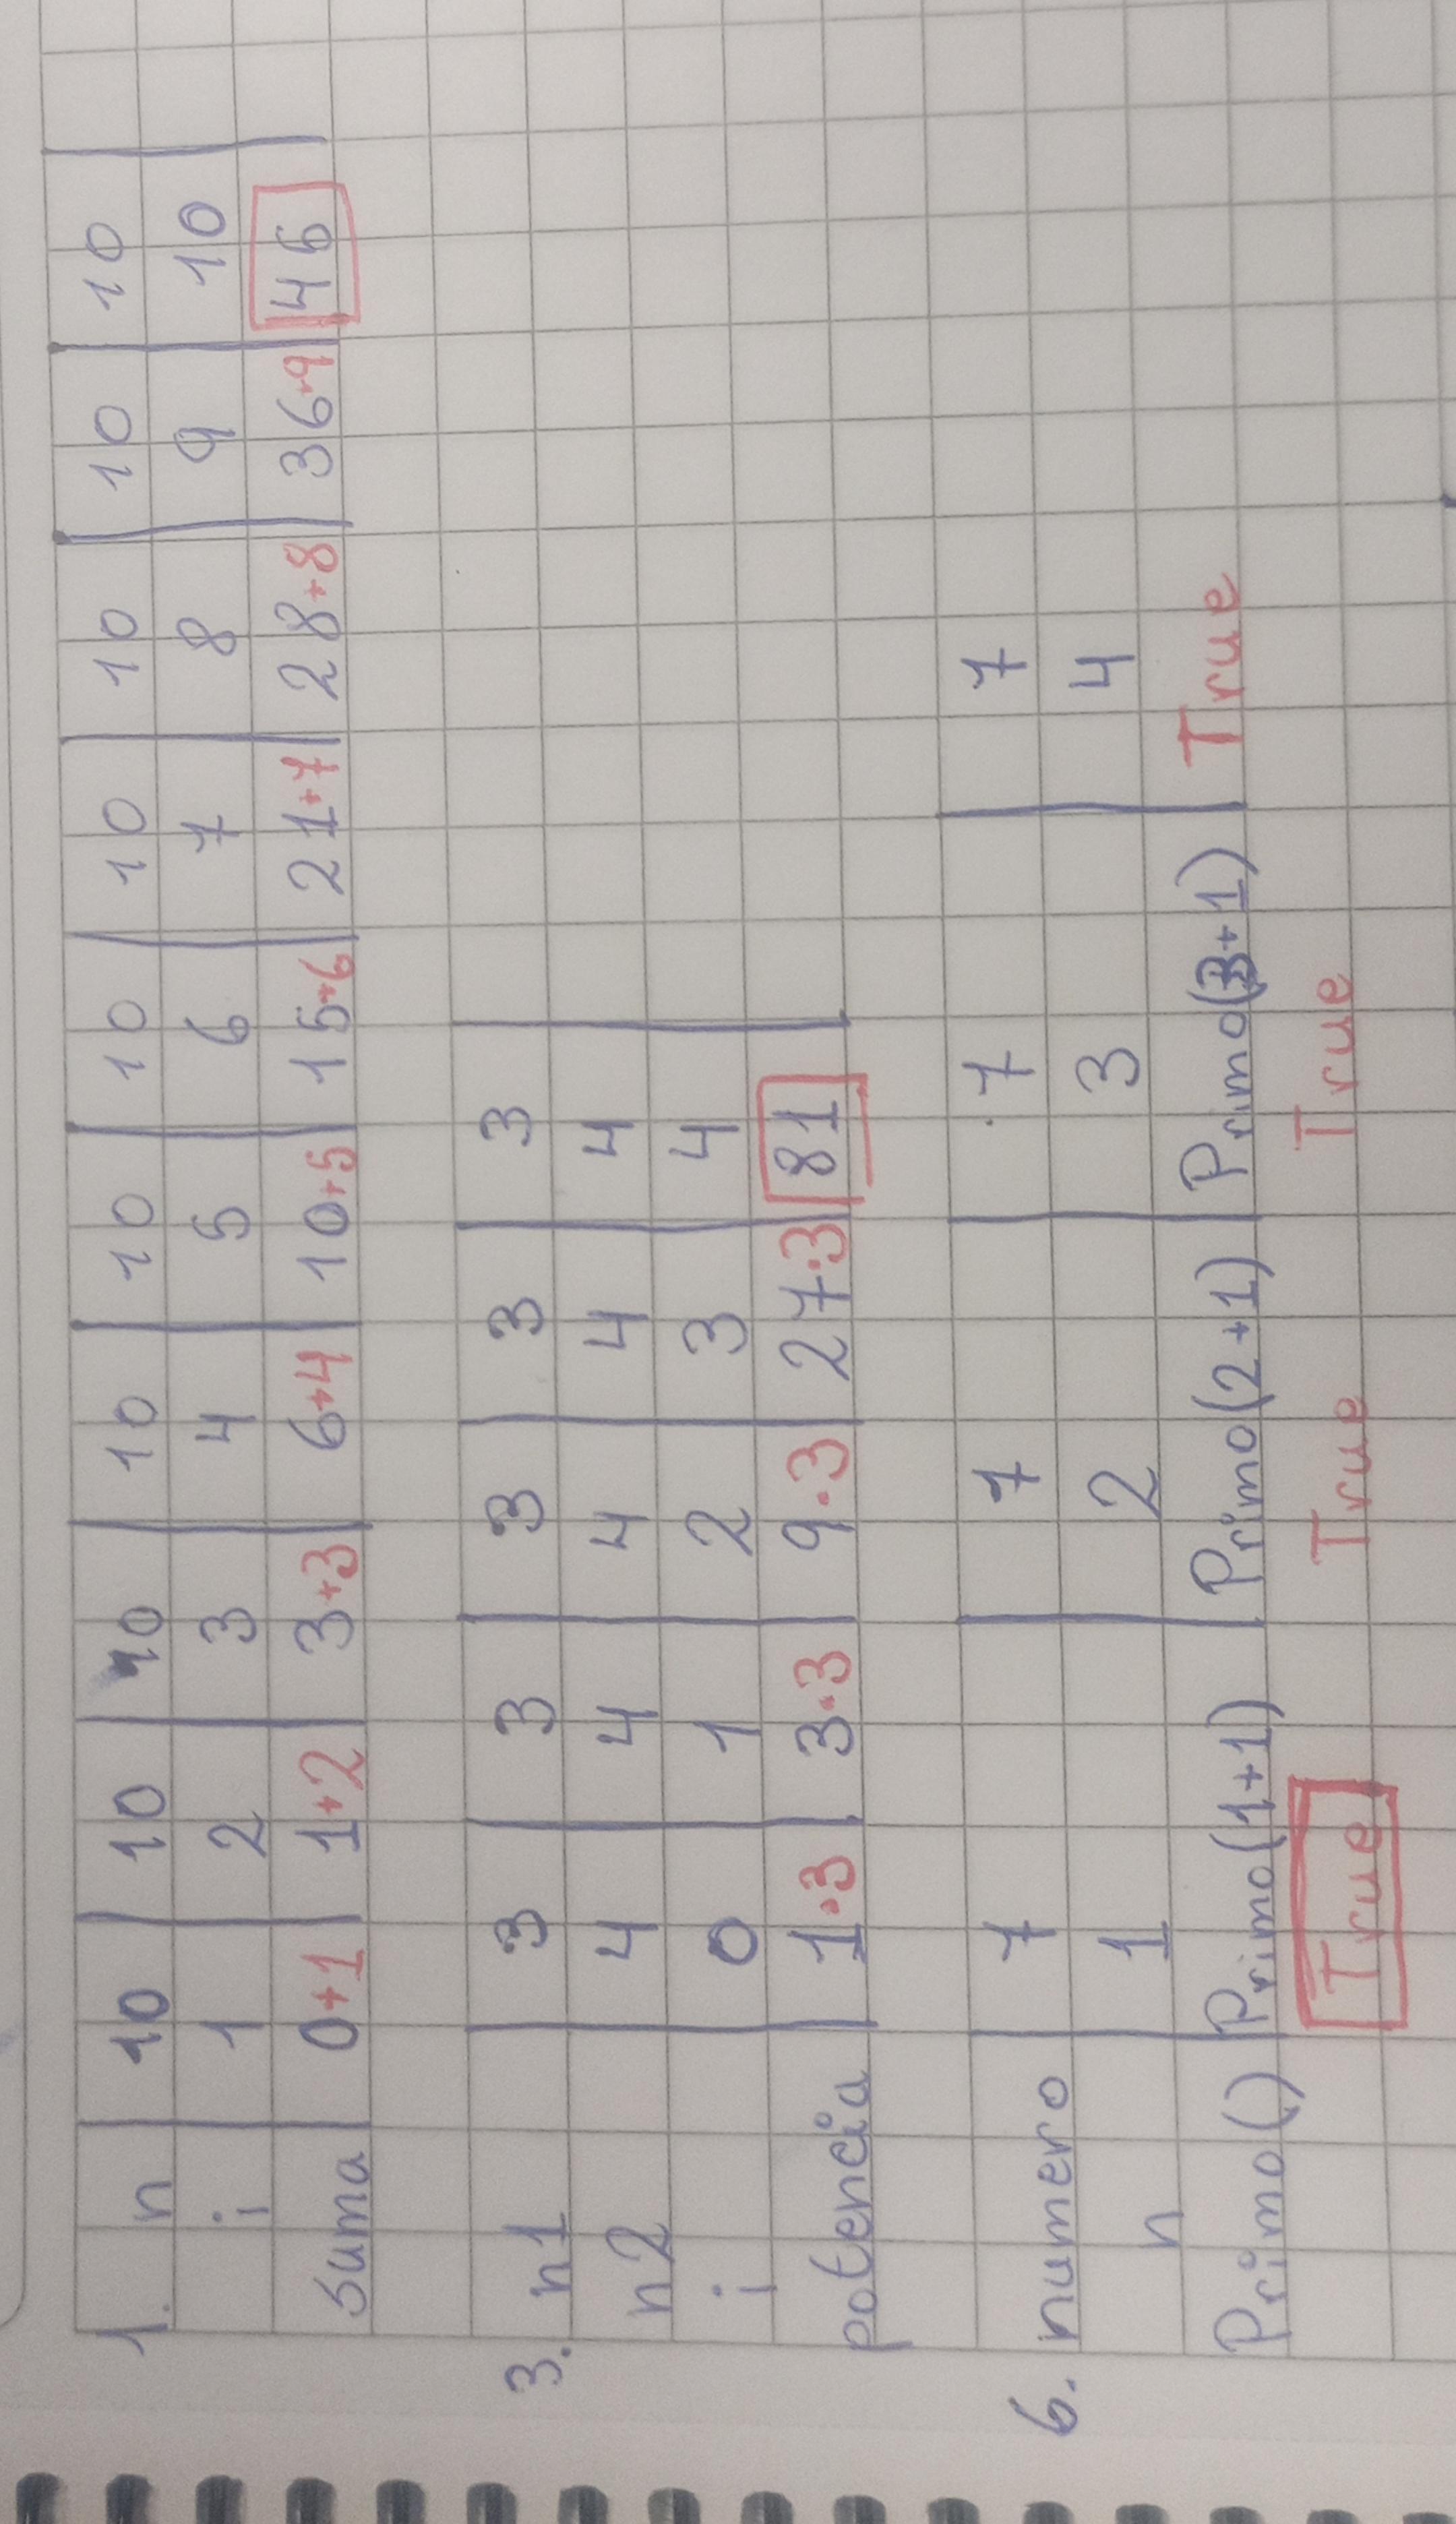 1. n 10 10 10 10 10 10 10 10 10 10
i 1 2 3 4 5 6 7 8 9 10
suma 0+1 1+2 3+3 6+4 10+5 15+6 21+7 28+8 36+9 45
3. n1 3 3 3 3 3
n2 4 4 4 4 4
i 0 1 2 3 4
potencia 1·3 3·3 9·3 27·3 81
6. numero 7 7 7 7
n 1 2 3 4
Primo() Primo(1+1) Primo(2+1) Primo(3+1) True
True True True